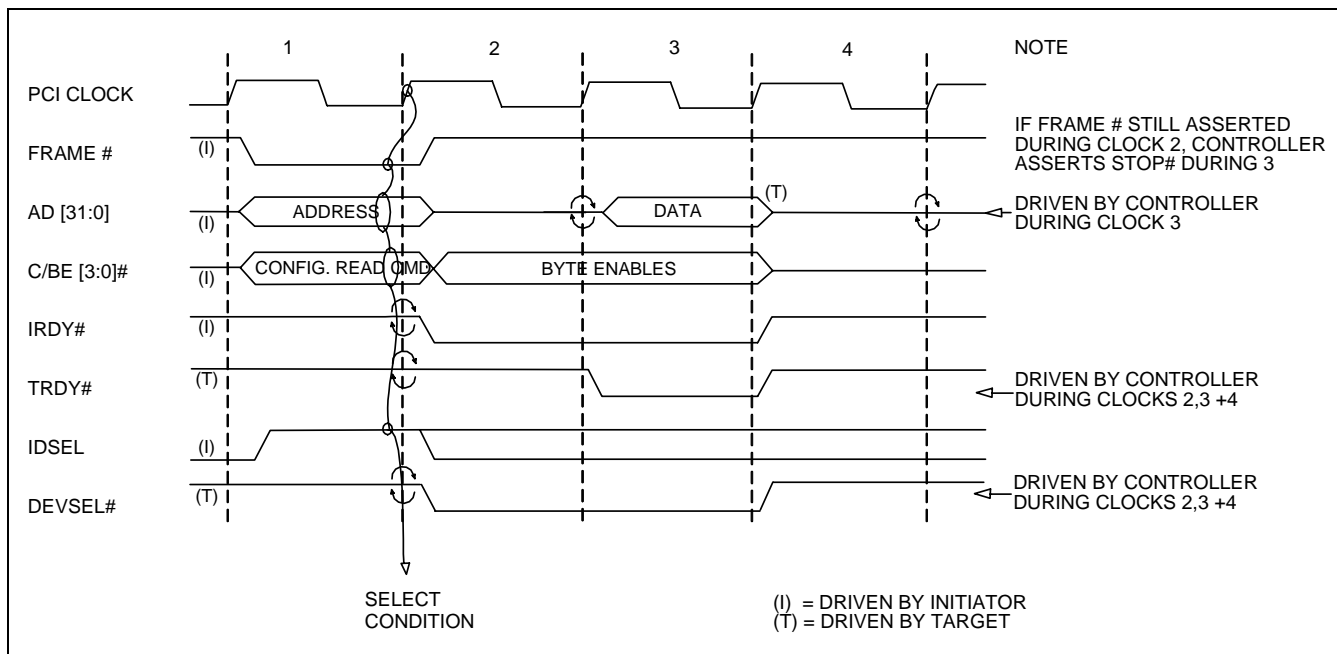 1 2 3 4 NOTE
PCI CLOCK
FRAME # (I)
IF FRAME # STILL ASSERTED
DURING CLOCK 2, CONTROLLER
ASSERTS STOP# DURING 3
AD [31:0] (I) ADDRESS DATA (T)
DRIVEN BY CONTROLLER
DURING CLOCK 3
C/BE [3:0]# (I) CONFIG. READ CMD BYTE ENABLES
IRDY# (I)
TRDY# (T)
DRIVEN BY CONTROLLER
DURING CLOCKS 2,3 +4
IDSEL (I)
DEVSEL# (T)
DRIVEN BY CONTROLLER
DURING CLOCKS 2,3 +4
SELECT
CONDITION
(I) = DRIVEN BY INITIATOR
(T) = DRIVEN BY TARGET